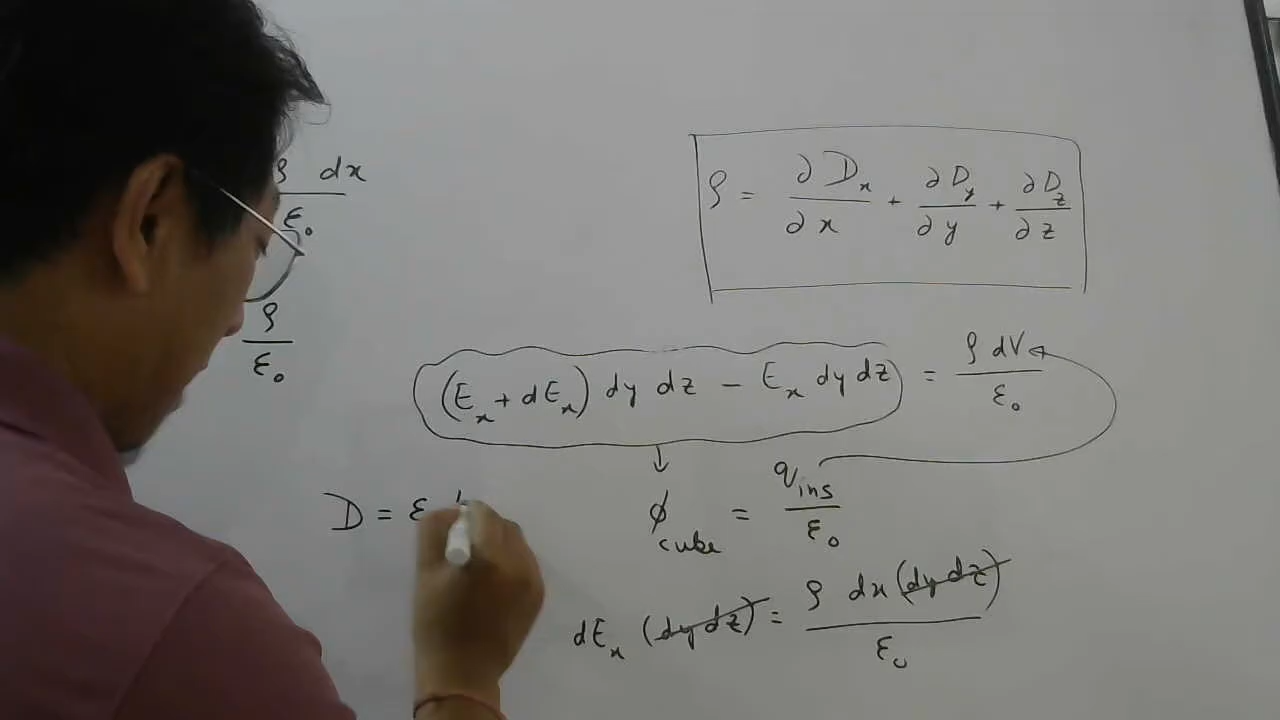 ρ dx / ε₀
ρ / ε₀
ρ = ∂Dₓ/∂x + ∂D_y/∂y + ∂D_z/∂z
(Eₓ + dEₓ) dy dz − Eₓ dy dz = ρ dV / ε₀
↓
φ_cube = q_ins / ε₀
D = ε
dEₓ (dy dz) = ρ dx (dy dz) / ε₀